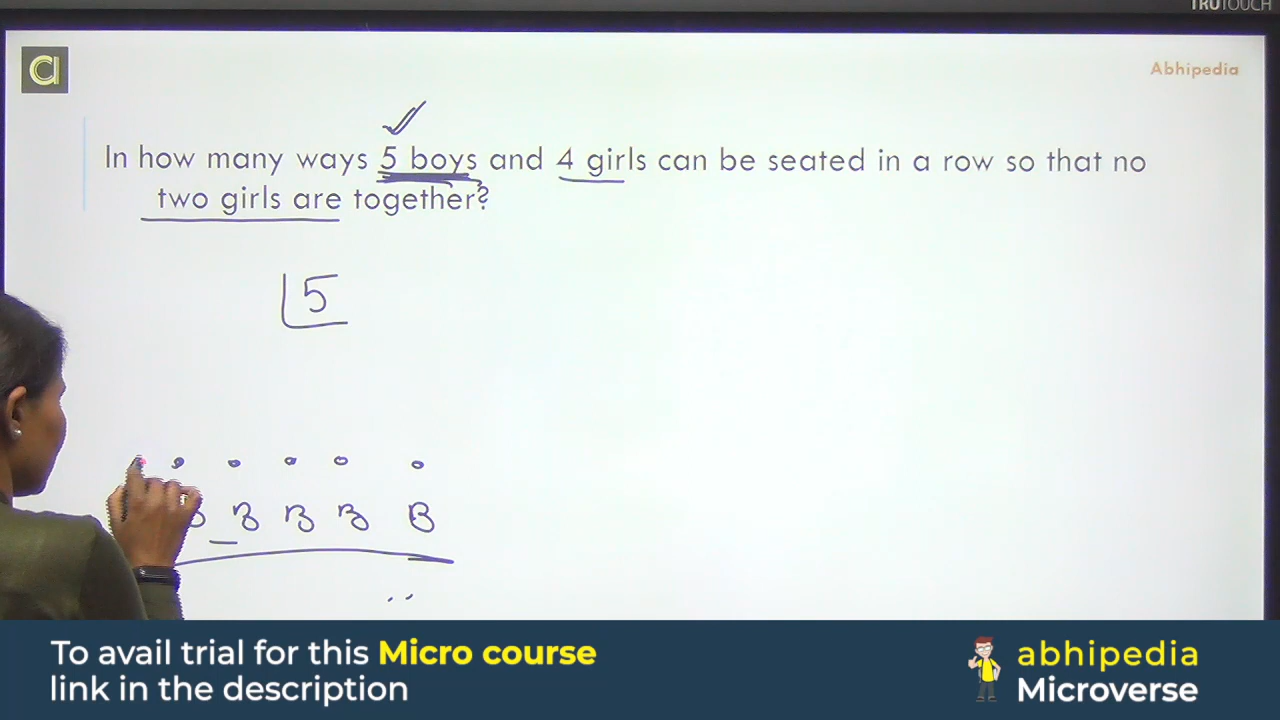 TRUTOUCH
a
Abhipedia
In how many ways 5 boys and 4 girls can be seated in a row so that no
two girls are together?
5
B B B B B
To avail trial for this Micro course
link in the description
abhipedia
Microverse